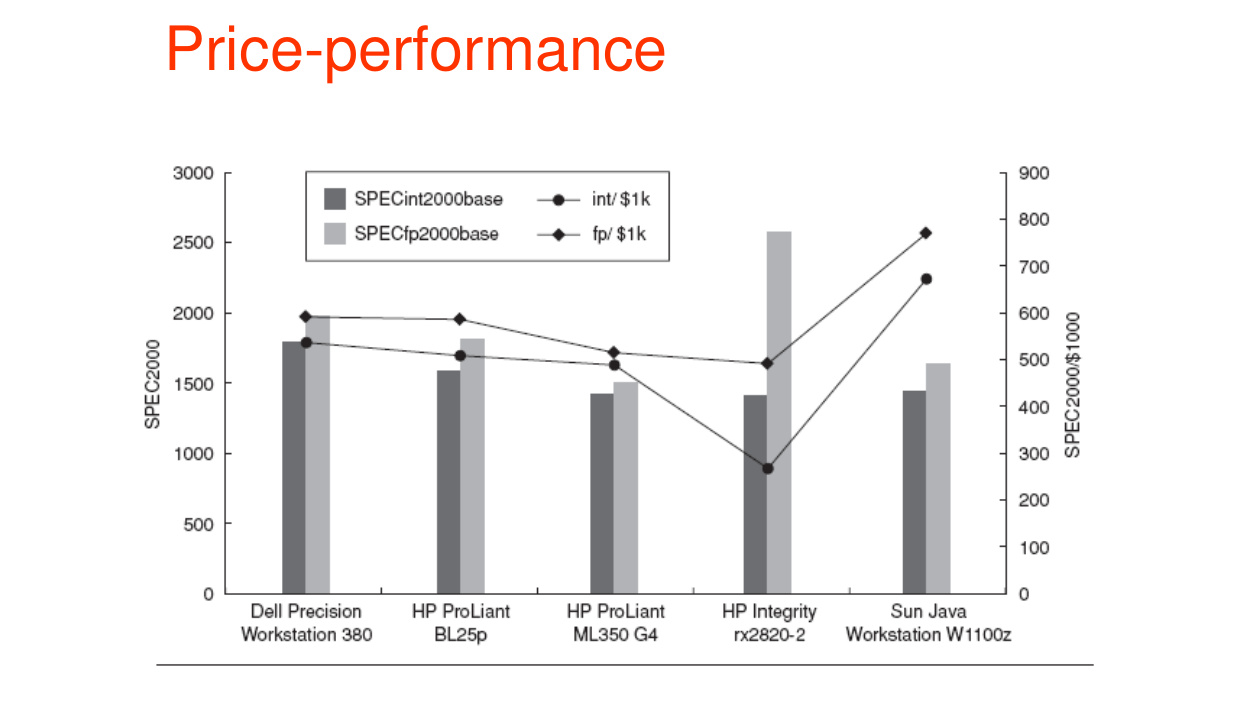 Price-performance
3000
2500
2000
1500
1000
500
0
SPEC2000
SPECint2000base
int/ $1k
SPECfp2000base
fp/ $1k
900
800
700
600
500
400
300
200
100
0
SPEC2000/$1000
Dell Precision
Workstation 380
HP ProLiant
BL25p
HP ProLiant
ML350 G4
HP Integrity
rx2820-2
Sun Java
Workstation W1100z